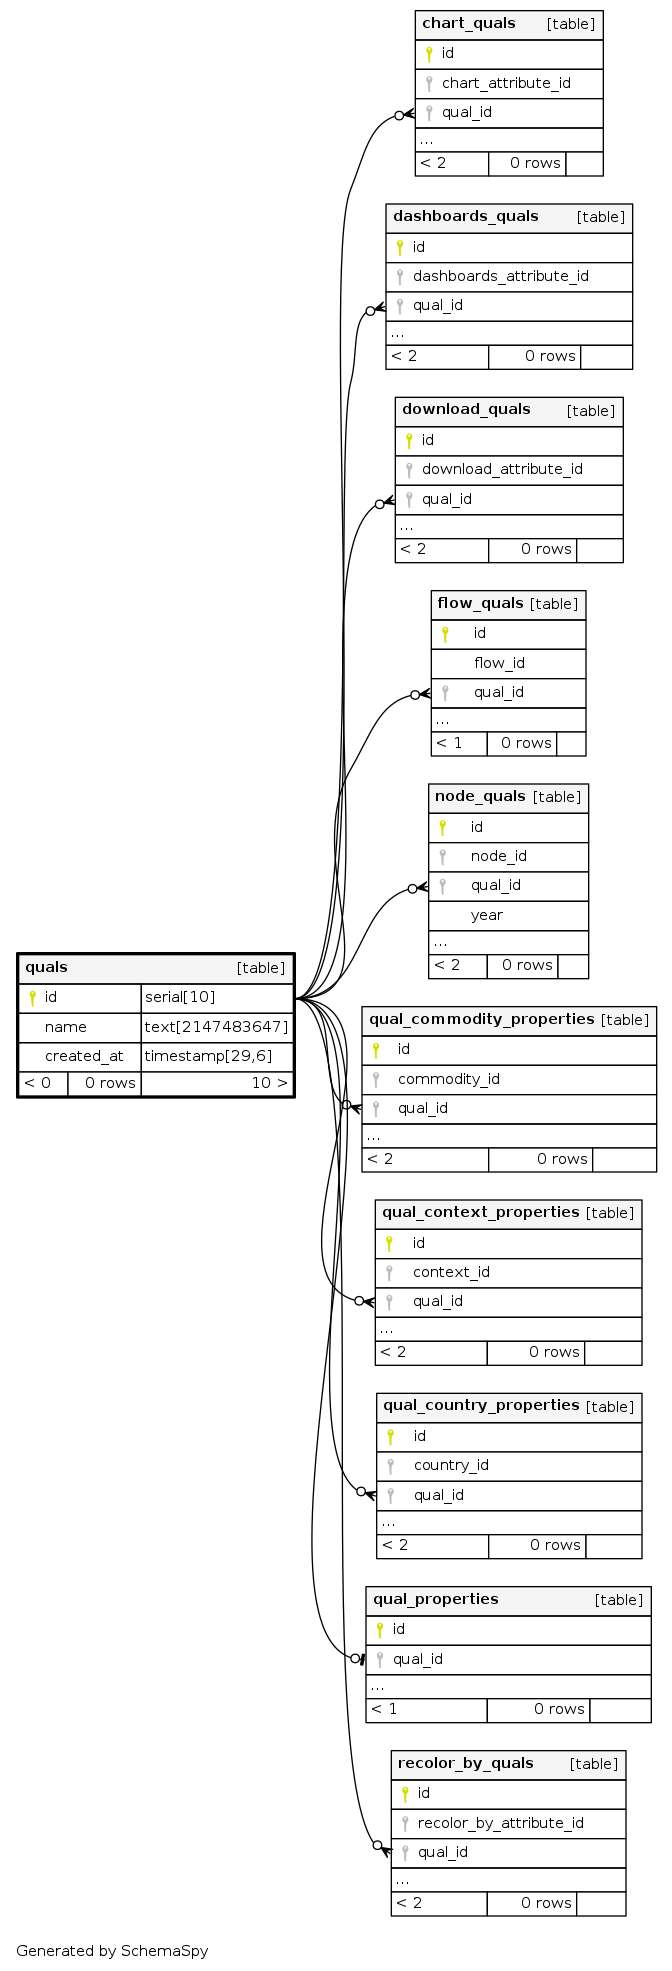 chart_quals [table]
id
chart_attribute_id
qual_id
...
< 2 0 rows
dashboards_quals [table]
id
dashboards_attribute_id
qual_id
...
< 2 0 rows
download_quals [table]
id
download_attribute_id
qual_id
...
< 2 0 rows
flow_quals [table]
id
flow_id
qual_id
...
< 1 0 rows
node_quals [table]
id
node_id
qual_id
year
...
< 2 0 rows
quals [table]
id serial[10]
name text[2147483647]
created_at timestamp[29,6]
< 0 0 rows 10 >
qual_commodity_properties [table]
id
commodity_id
qual_id
...
< 2 0 rows
qual_context_properties [table]
id
context_id
qual_id
...
< 2 0 rows
qual_country_properties [table]
id
country_id
qual_id
...
< 2 0 rows
qual_properties [table]
id
qual_id
...
< 1 0 rows
recolor_by_quals [table]
id
recolor_by_attribute_id
qual_id
...
< 2 0 rows
Generated by SchemaSpy